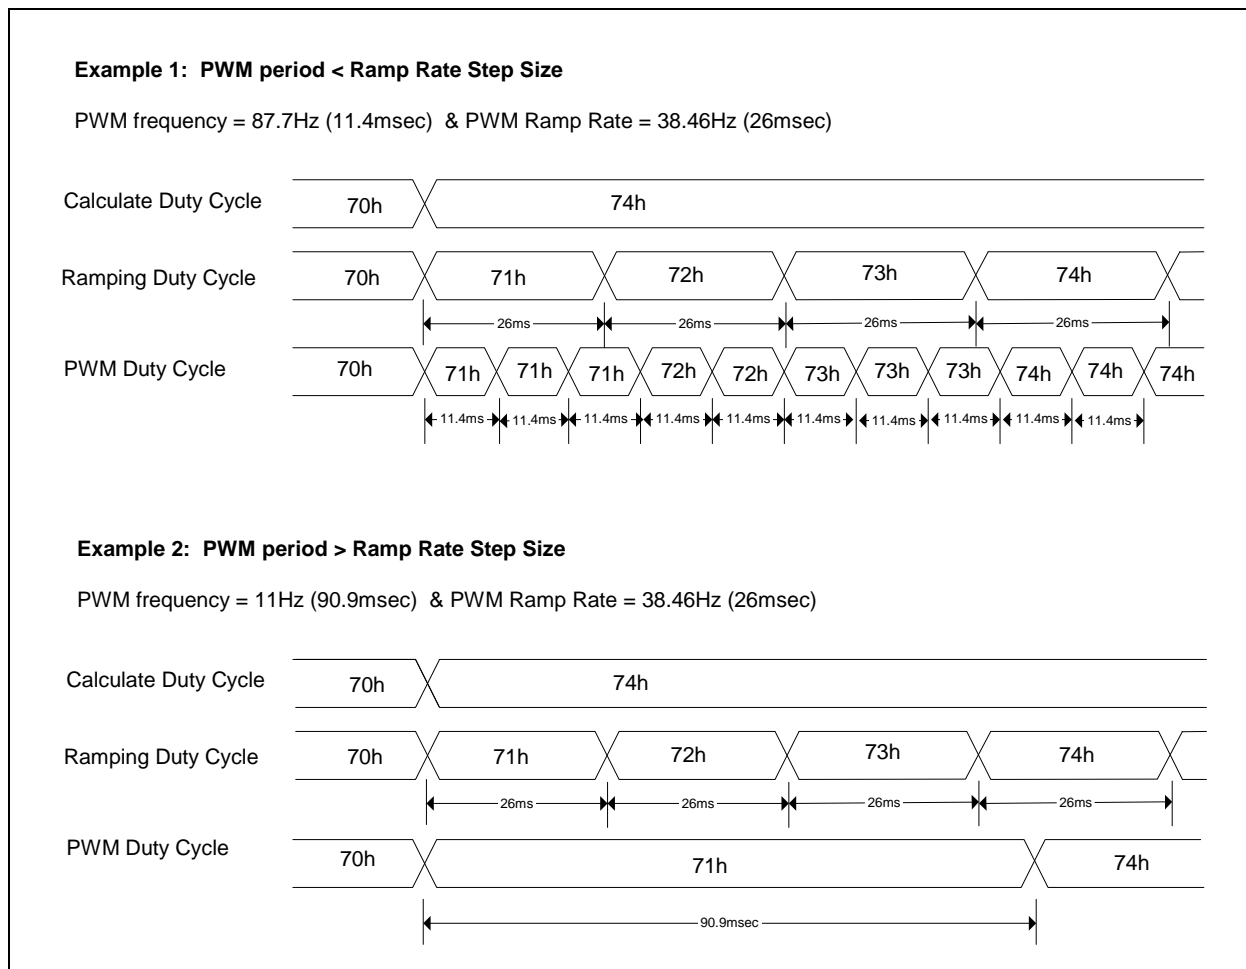 Example 1: PWM period < Ramp Rate Step Size
PWM frequency = 87.7Hz (11.4msec) & PWM Ramp Rate = 38.46Hz (26msec)
Calculate Duty Cycle 70h 74h
Ramping Duty Cycle 70h 71h 72h 73h 74h
26ms 26ms 26ms 26ms
PWM Duty Cycle 70h 71h 71h 71h 72h 72h 73h 73h 73h 74h 74h 74h
11.4ms 11.4ms 11.4ms 11.4ms 11.4ms 11.4ms 11.4ms 11.4ms 11.4ms 11.4ms
Example 2: PWM period > Ramp Rate Step Size
PWM frequency = 11Hz (90.9msec) & PWM Ramp Rate = 38.46Hz (26msec)
Calculate Duty Cycle 70h 74h
Ramping Duty Cycle 70h 71h 72h 73h 74h
26ms 26ms 26ms 26ms
PWM Duty Cycle 70h 71h 74h
90.9msec